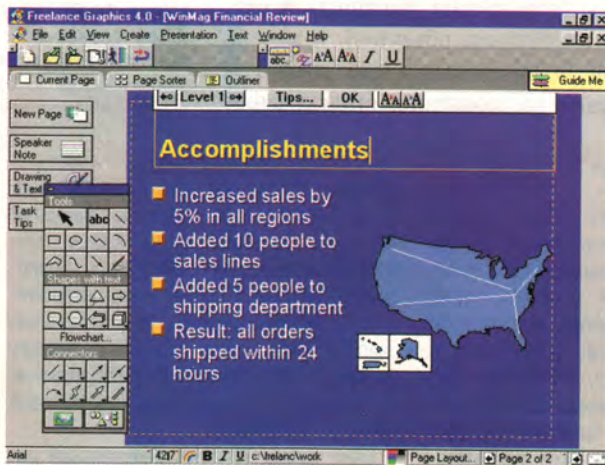 Freelance Graphics 4.0 - [WinMag Financial Review]
File Edit View Create Presentation Text Window Help
abc A A A A I U
Current Page Page Sorter Outliner Guide Me
Level 1 Tips... OK A A A A
New Page
Speaker
Note
Drawing
& Text
Task
Tips
Tools
abc
Shapes with text
Flowchart...
Connectors
Accomplishments
Increased sales by
5% in all regions
Added 10 people to
sales lines
Added 5 people to
shipping department
Result: all orders
shipped within 24
hours
Arial B I U c:\frelanc\work Page Layout... Page 2 of 2